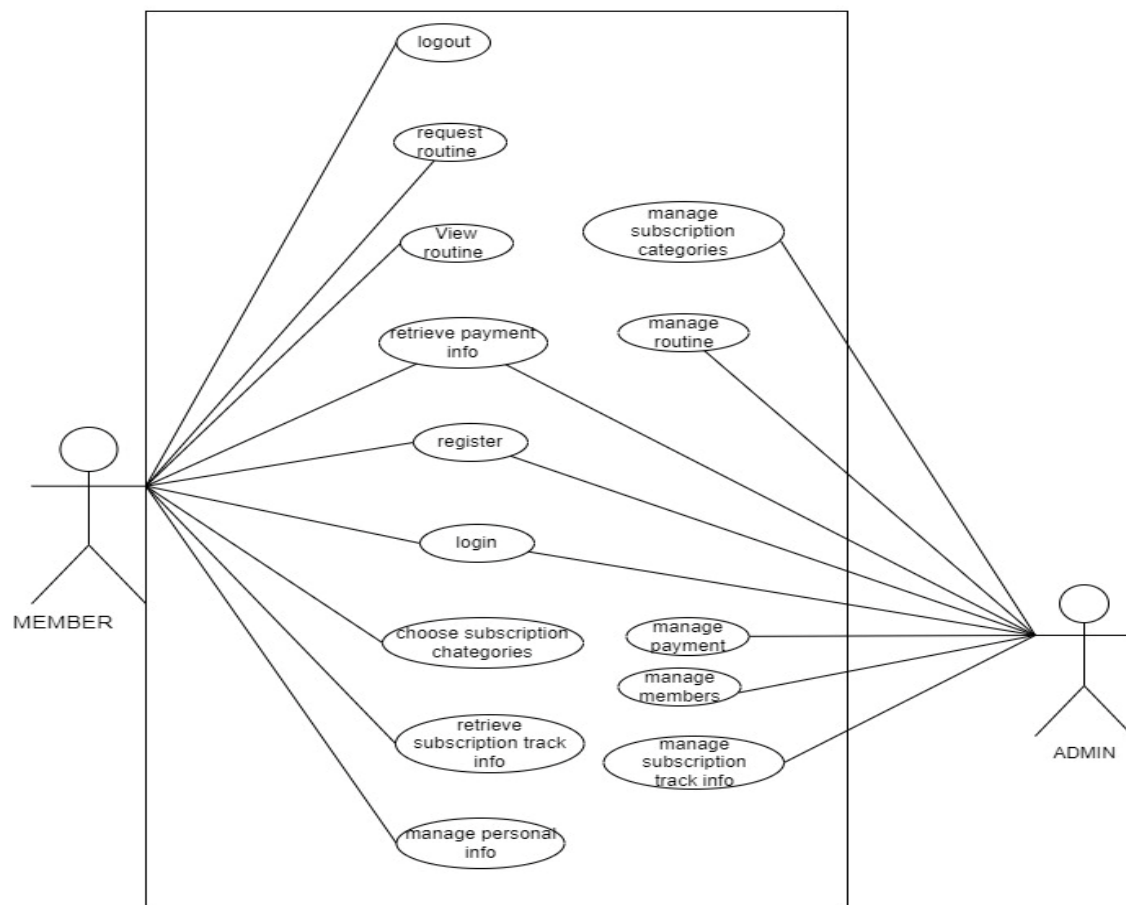 logout
request
routine
View
routine
manage
subscription
categories
retrieve payment
info
manage
routine
register
login
MEMBER
choose subscription
chategories
manage
payment
manage
members
retrieve
subscription track
info
manage
subscription
track info
ADMIN
manage personal
info